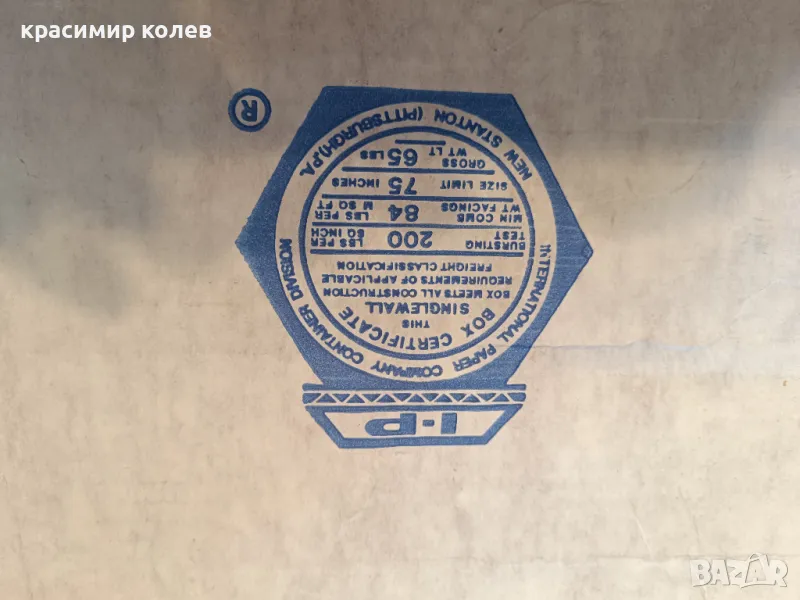 красимир колев
®
I-P
INTERNATIONAL PAPER COMPANY CONTAINER DIVISION
BOX CERTIFICATE
THIS
SINGLEWALL
BOX MEETS ALL CONSTRUCTION
REQUIREMENTS OF APPLICABLE
FREIGHT CLASSIFICATION
BURSTING TEST 200 LBS PER SQ INCH
MIN COMB WT FACINGS 84 LBS PER M SQ FT
SIZE LIMIT 75 INCHES
GROSS WT LT 65 LBS
NEW STANTON (PITTSBURGH), PA.
BAZAR